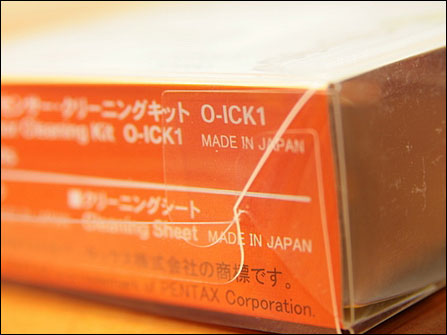 センサー・クリーニングキット O-ICK1
Cleaning Kit O-ICK1 MADE IN JAPAN
クリーニングシート
Cleaning Sheet MADE IN JAPAN
ックス株式会社の商標です。
of PENTAX Corporation.